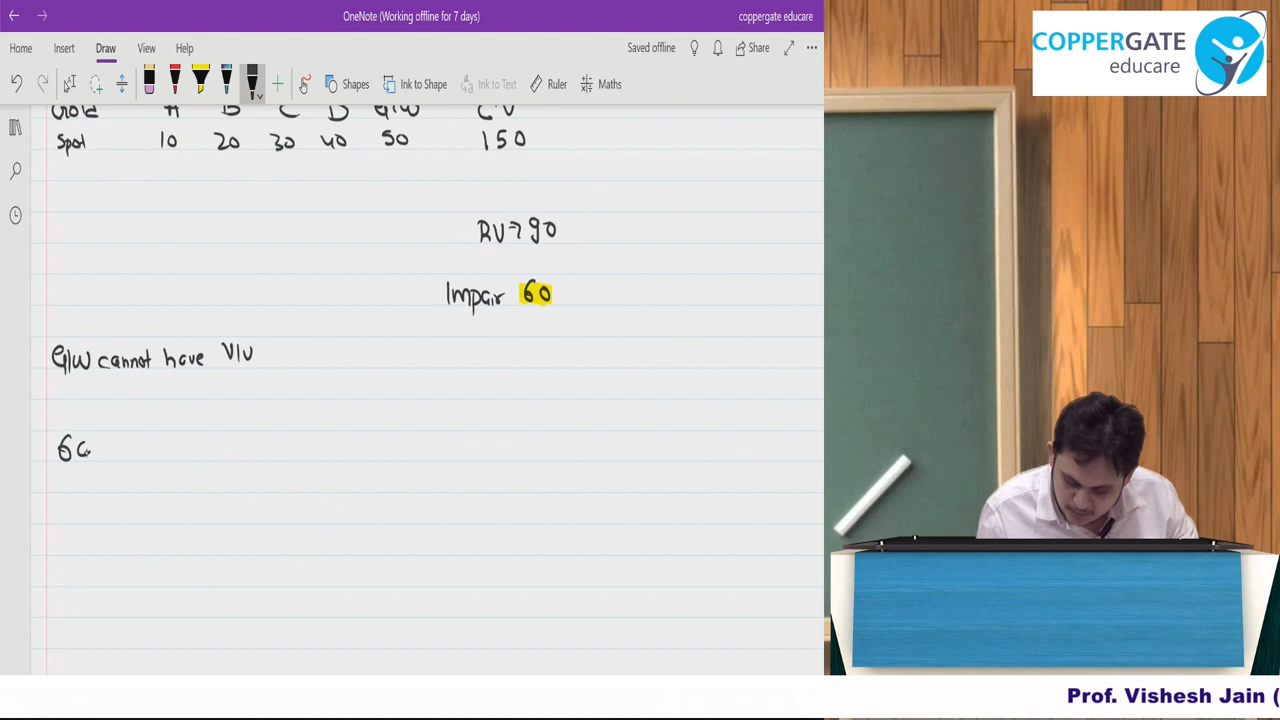 OneNote (Working offline for 7 days)
coppergate educare
Home Insert Draw View Help
Saved offline
Share
Shapes
Ink to Shape
Ink to Text
Ruler
Maths
A B C D G/W CV
Spot 10 20 30 40 50 150
RV → 90
Impair 60
G/W cannot have VIU
60
COPPERGATE
educare
Prof. Vishesh Jain (